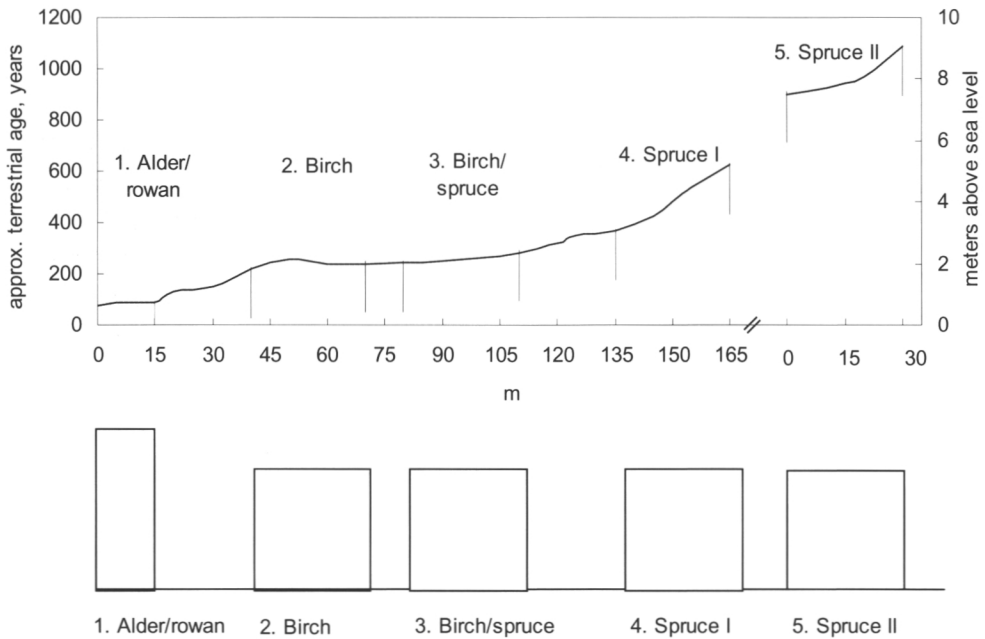 approx. terrestrial age, years
1200
1000
800
600
400
200
0
1. Alder/
rowan
2. Birch
3. Birch/
spruce
4. Spruce I
5. Spruce II
10
8
6
4
2
0
meters above sea level
0 15 30 45 60 75 90 105 120 135 150 165 0 15 30
m
1. Alder/rowan 2. Birch 3. Birch/spruce 4. Spruce I 5. Spruce II